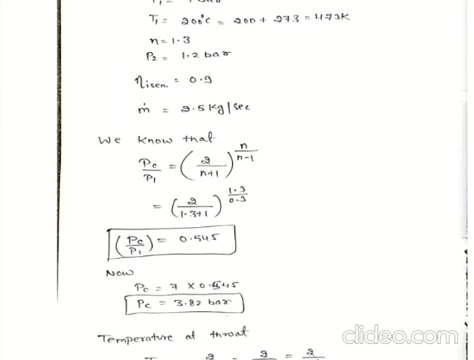 T₁ = 200°C = 200 + 273 = 473K
n = 1.3
P₂ = 1.2 bar
ηisen. = 0.9
ṁ = 2.5 kg/sec
We know that
Pc/P₁ = (2/(n+1))^(n/(n-1))
= (2/(1.3+1))^(1.3/0.3)
(Pc/P₁) = 0.545
Now
Pc = 7 × 0.545
Pc = 3.82 bar
Temperature at throat
clideo.com